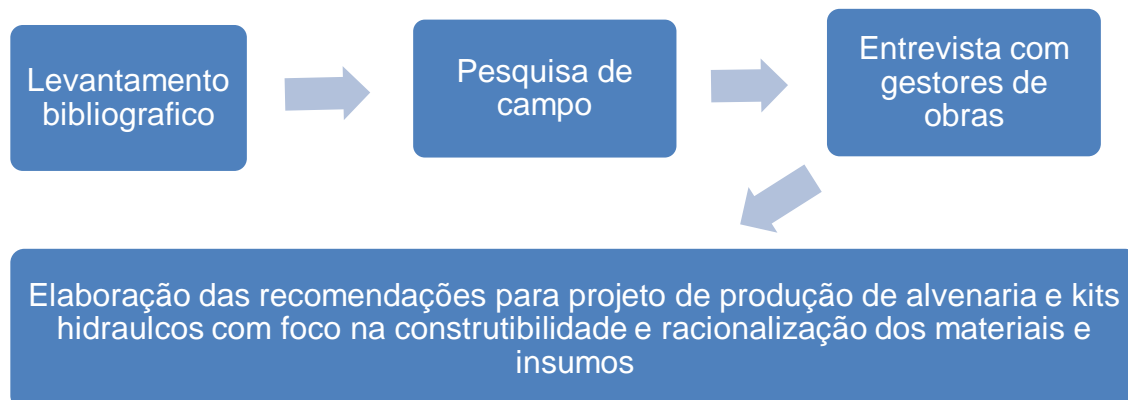 Levantamento
bibliografico
Pesquisa de
campo
Entrevista com
gestores de
obras
Elaboração das recomendações para projeto de produção de alvenaria e kits
hidraulcos com foco na construtibilidade e racionalização dos materiais e
insumos